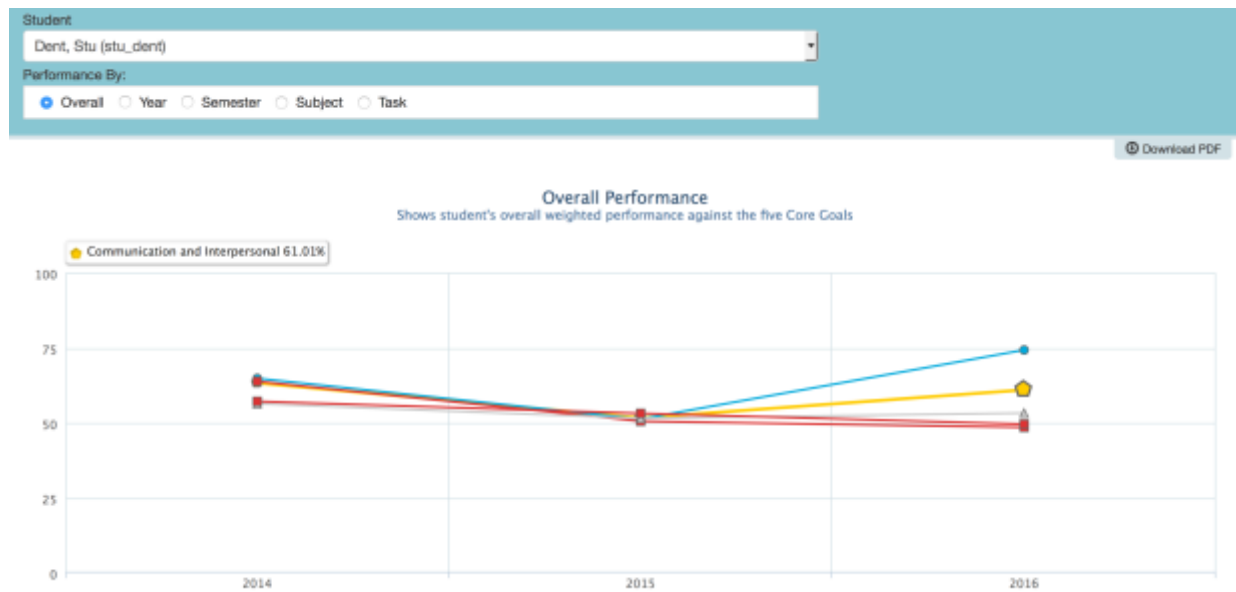 Student
Dent, Stu (stu_dent)
Performance By:
Overall Year Semester Subject Task
Download PDF
Overall Performance
Shows student's overall weighted performance against the five Core Goals
Communication and Interpersonal 61.01%
100
75
50
25
0
2014 2015 2016